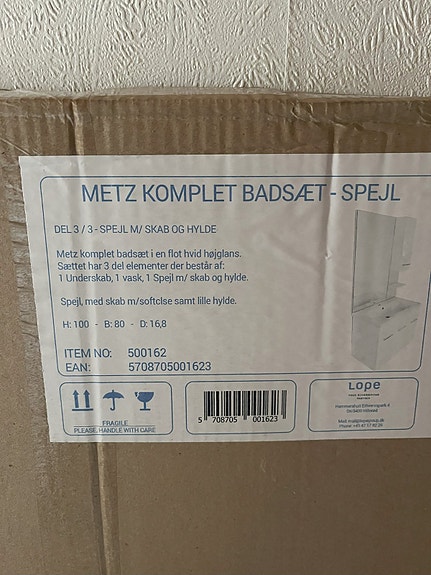 METZ KOMPLET BADSÆT - SPEJL
DEL 3 / 3 - SPEJL M/ SKAB OG HYLDE
Metz komplet badsæt i en flot hvid højglans.
Sættet har 3 del elementer der består af:
1 Underskab, 1 vask, 1 Spejl m/ skab og hylde.
Spejl, med skab m/softclse samt lille hylde.
H: 100 - B: 80 - D: 16,8
ITEM NO: 500162
EAN: 5708705001623
FRAGILE
PLEASE, HANDLE WITH CARE
5 708705 001623
Lope